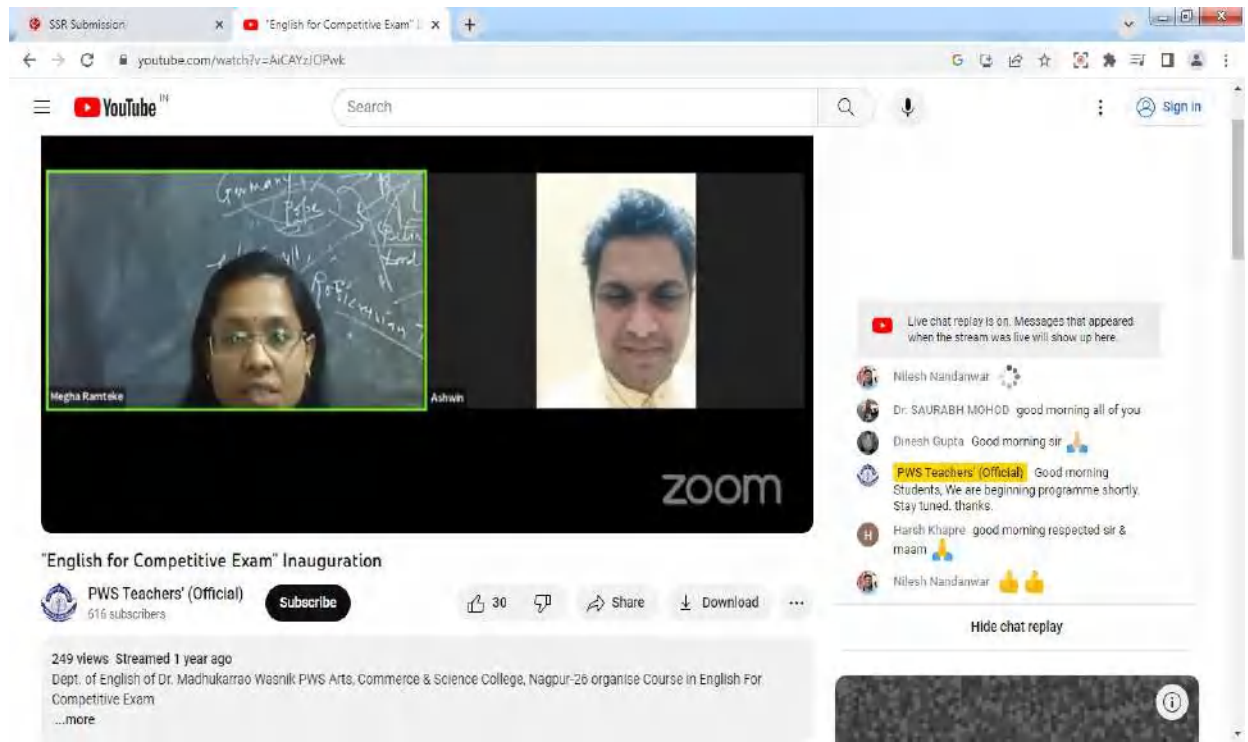 SSR Submission
"English for Competitive Exam" I
youtube.com/watch?v=AiCAYzJOPwk
YouTube IN
Search
Sign in
Germany
Pope
Megha Ramteke
Ashwin
zoom
"English for Competitive Exam" Inauguration
PWS Teachers' (Official)
616 subscribers
Subscribe
30
Share
Download
249 views Streamed 1 year ago
Dept. of English of Dr. Madhukarrao Wasnik PWS Arts, Commerce & Science College, Nagpur-26 organise Course in English For
Competitive Exam
...more
Live chat replay is on. Messages that appeared
when the stream was live will show up here.
Nilesh Nandanwar
Dr. SAURABH MOHOD good morning all of you
Dinesh Gupta Good morning sir 🙏
PWS Teachers' (Official) Good morning
Students, We are beginning programme shortly.
Stay tuned. thanks.
H
Harsh Khapre good morning respected sir &
maam 🙏
Nilesh Nandanwar 👍👍
Hide chat replay